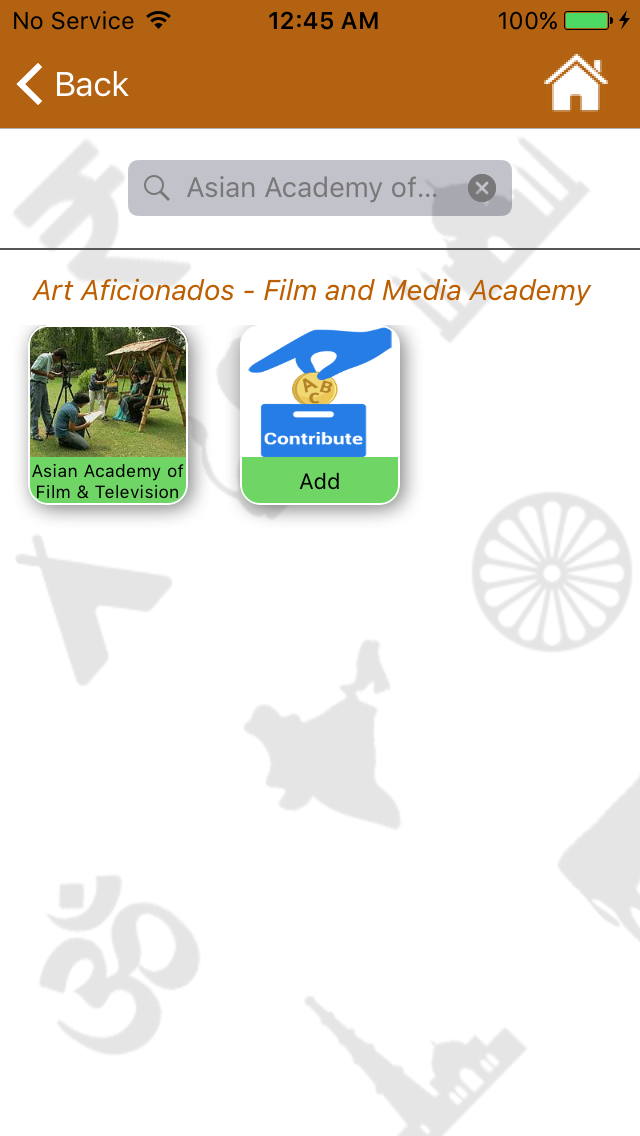 No Service 12:45 AM 100%
Back
Asian Academy of...
Art Aficionados - Film and Media Academy
Asian Academy of
Film & Television
A B
C
Contribute
Add